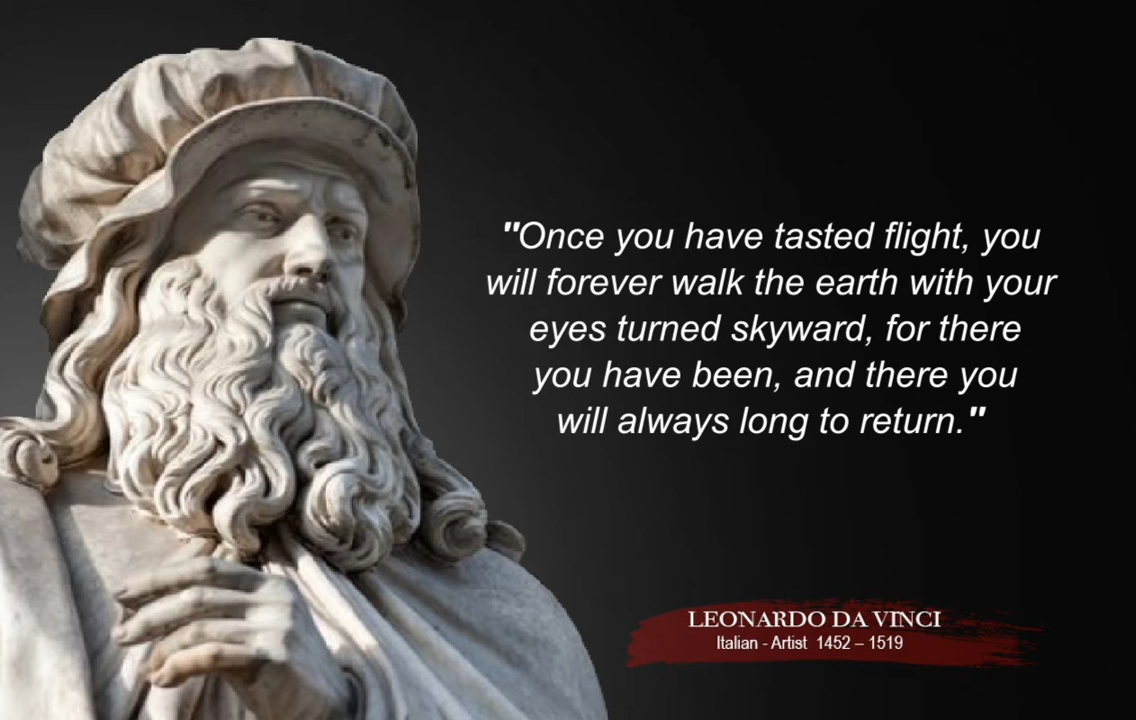 "Once you have tasted flight, you
will forever walk the earth with your
eyes turned skyward, for there
you have been, and there you
will always long to return."
LEONARDO DA VINCI
Italian - Artist 1452 – 1519